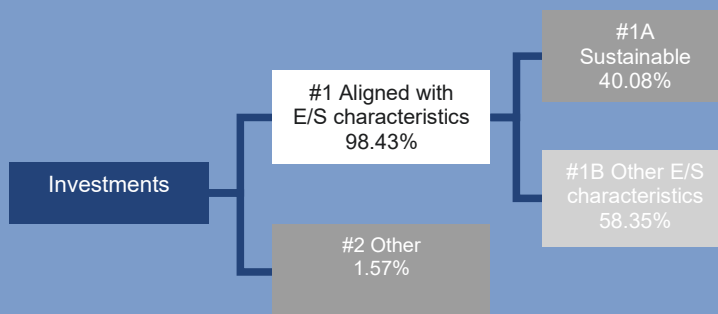 Investments
#1 Aligned with
E/S characteristics
98.43%
#2 Other
1.57%
#1A
Sustainable
40.08%
#1B Other E/S
characteristics
58.35%